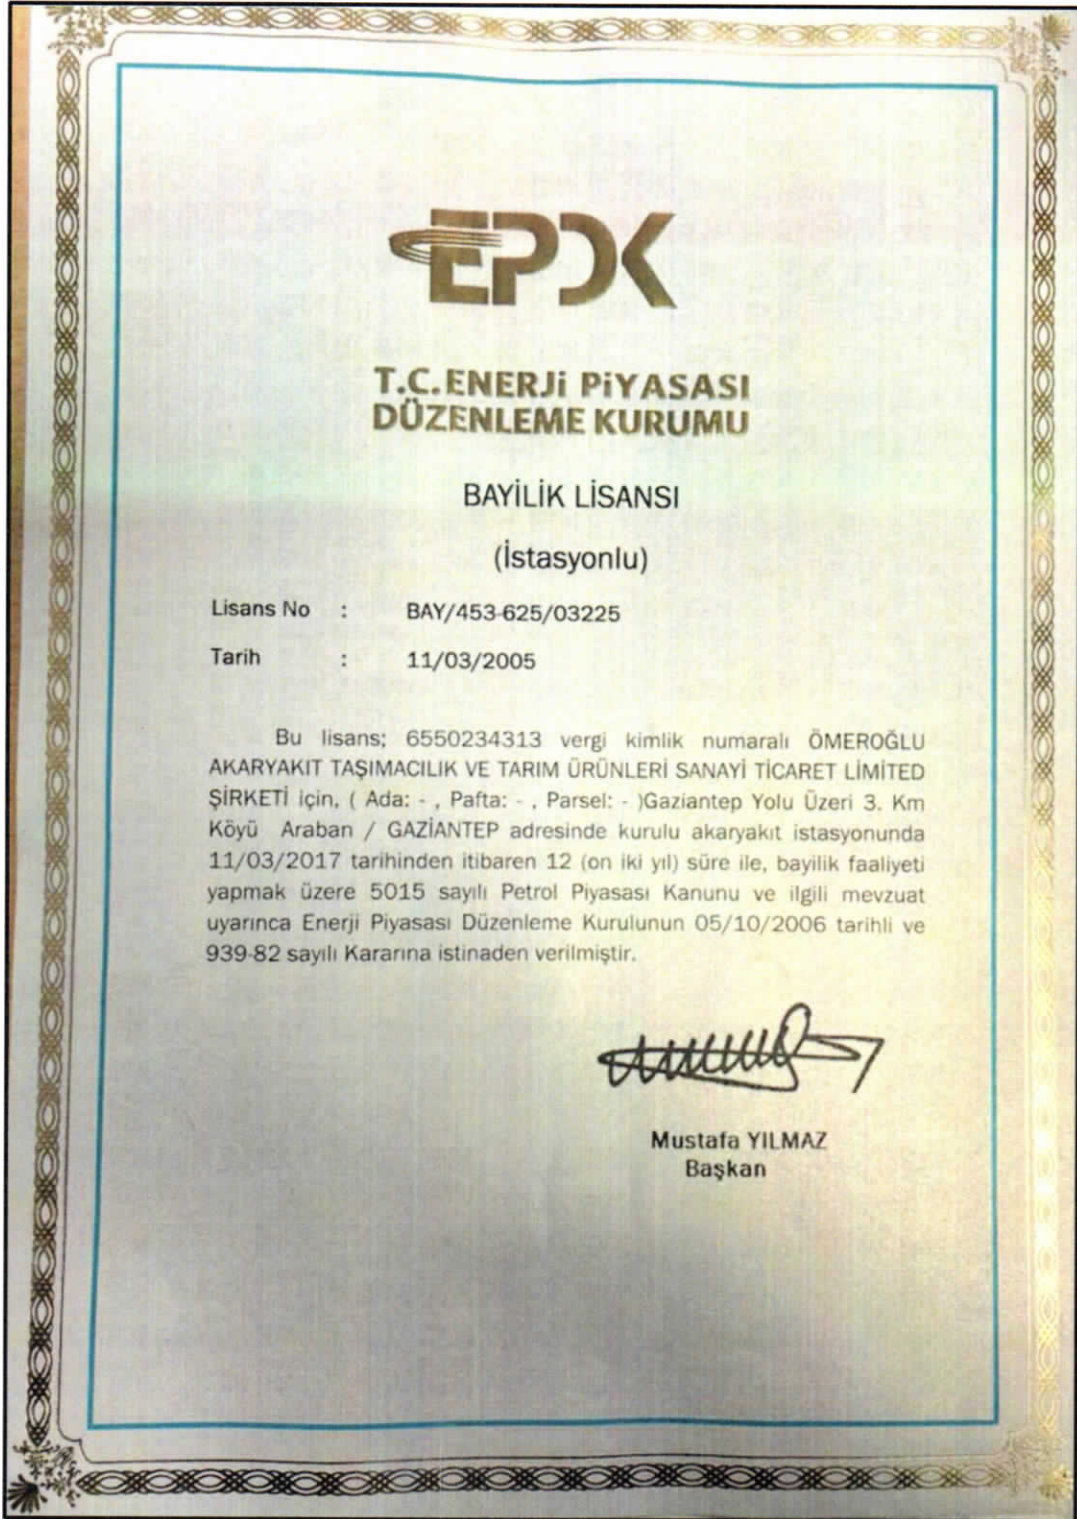 EPDK
T.C. ENERJi PiYASASI
DÜZENLEME KURUMU
BAYİLİK LİSANSI
(İstasyonlu)
Lisans No : BAY/453-625/03225
Tarih : 11/03/2005
Bu lisans; 6550234313 vergi kimlik numaralı ÖMEROĞLU
AKARYAKIT TAŞIMACILIK VE TARIM ÜRÜNLERİ SANAYİ TİCARET LİMİTED
ŞİRKETİ için, ( Ada: - , Pafta: - , Parsel: - )Gaziantep Yolu Üzeri 3. Km
Köyü Araban / GAZİANTEP adresinde kurulu akaryakıt istasyonunda
11/03/2017 tarihinden itibaren 12 (on iki yıl) süre ile, bayilik faaliyeti
yapmak üzere 5015 sayılı Petrol Piyasası Kanunu ve ilgili mevzuat
uyarınca Enerji Piyasası Düzenleme Kurulunun 05/10/2006 tarihli ve
939-82 sayılı Kararına istinaden verilmiştir.
Mustafa YILMAZ
Başkan